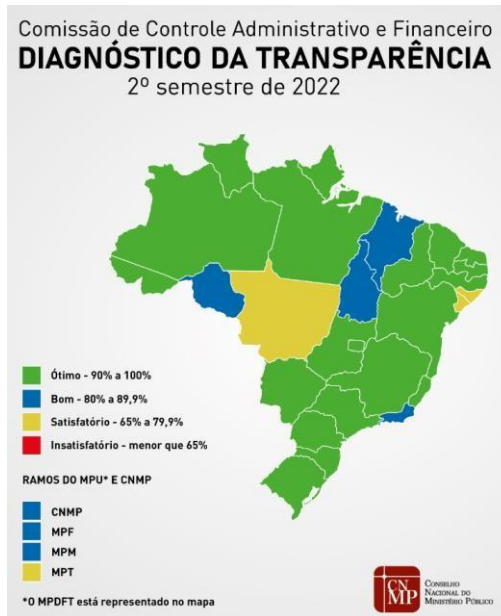 Comissão de Controle Administrativo e Financeiro
DIAGNÓSTICO DA TRANSPARÊNCIA
2º semestre de 2022
Ótimo - 90% a 100%
Bom - 80% a 89,9%
Satisfatório - 65% a 79,9%
Insatisfatório - menor que 65%
RAMOS DO MPU* E CNMP
CNMP
MPF
MPM
MPT
*O MPDFT está representado no mapa
CN
MP
CONSELHO
NACIONAL DO
MINISTÉRIO PÚBLICO